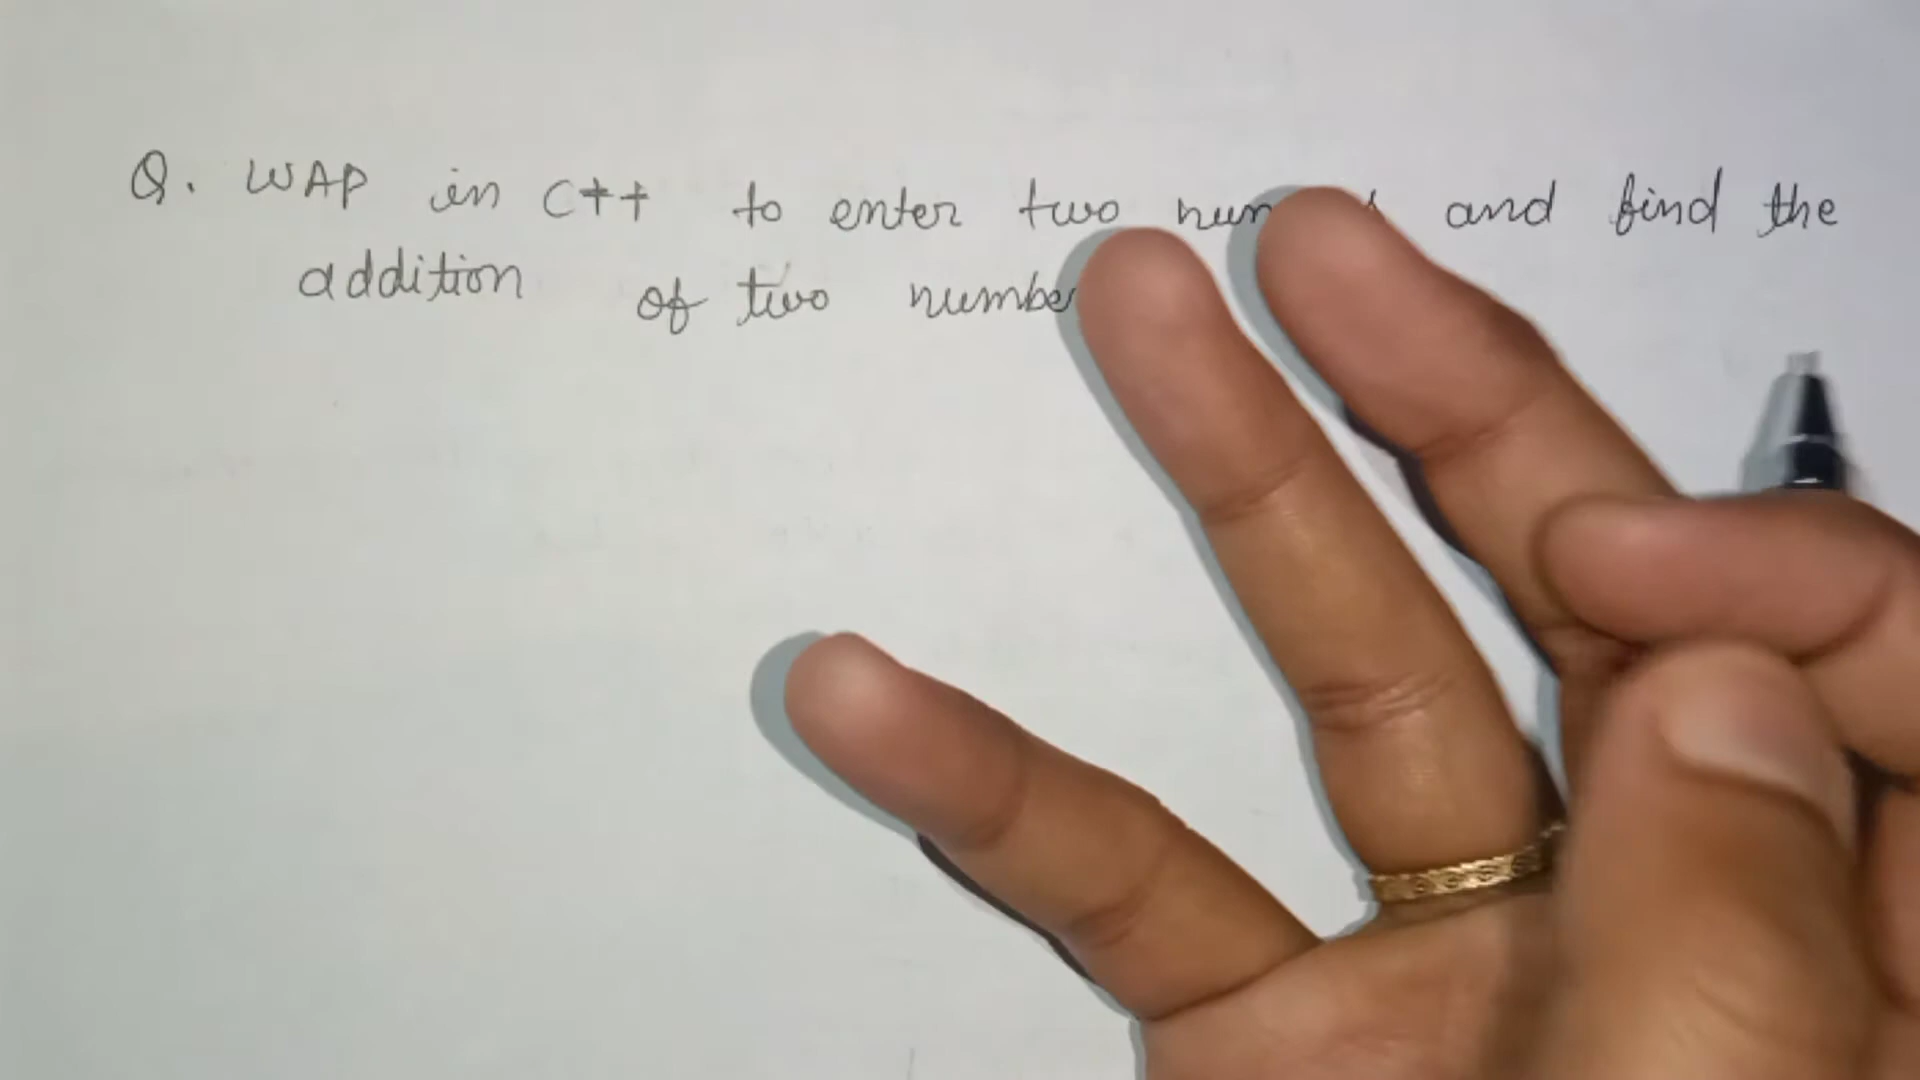 Q. WAP in C++ to enter two and find the
addition of two